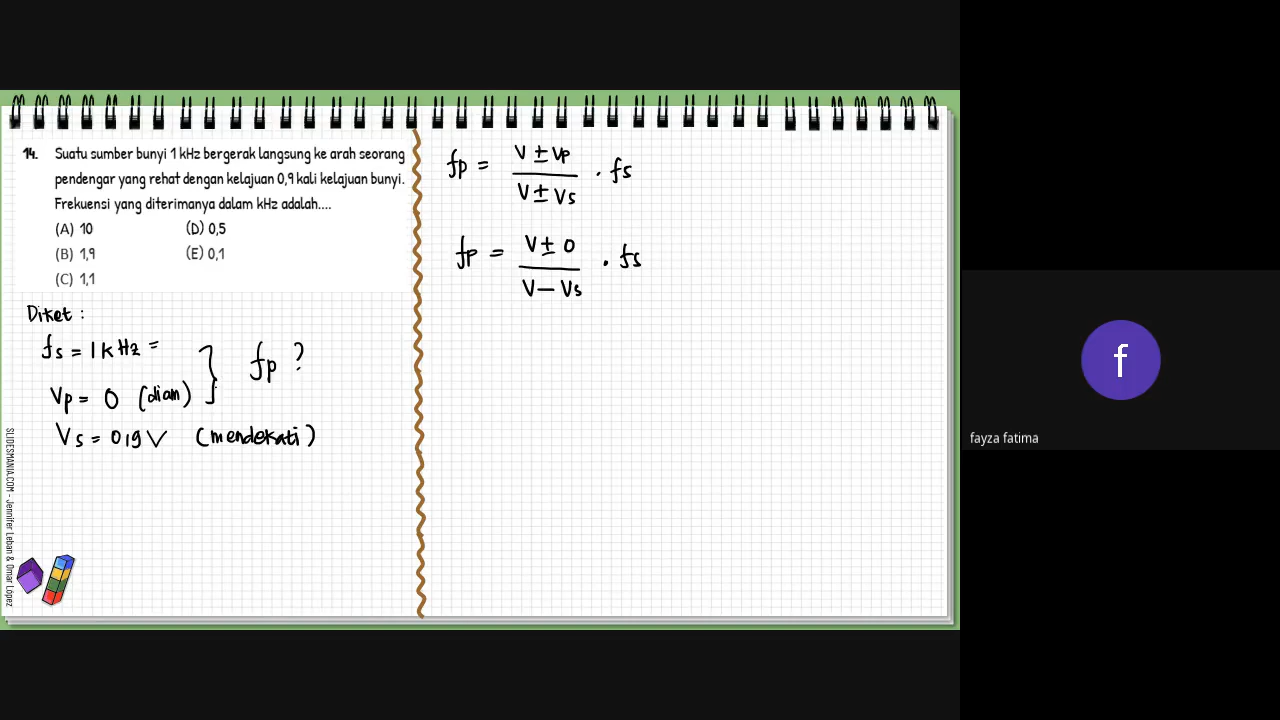 14. Suatu sumber bunyi 1 kHz bergerak langsung ke arah seorang
pendengar yang rehat dengan kelajuan 0,9 kali kelajuan bunyi.
Frekuensi yang diterimanya dalam kHz adalah....
(A) 10 (D) 0,5
(B) 1,9 (E) 0,1
(C) 1,1
Diket :
fs = 1 kHz =
Vp = 0 (diam)
} fp ?
Vs = 0,9 V (mendekati)
fp = V ± Vp / V ± Vs . fs
fp = V ± 0 / V – Vs . fs
SLIDESMANIA.COM - Jennifer Leban & Omar López
f
fayza fatima